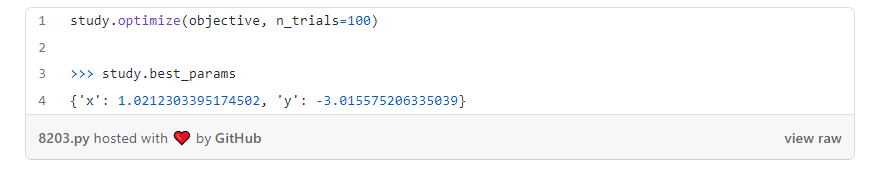 1 study.optimize(objective, n_trials=100)
2
3 >>> study.best_params
4 {'x': 1.0212303395174502, 'y': -3.015575206335039}
8203.py hosted with ❤ by GitHub view raw